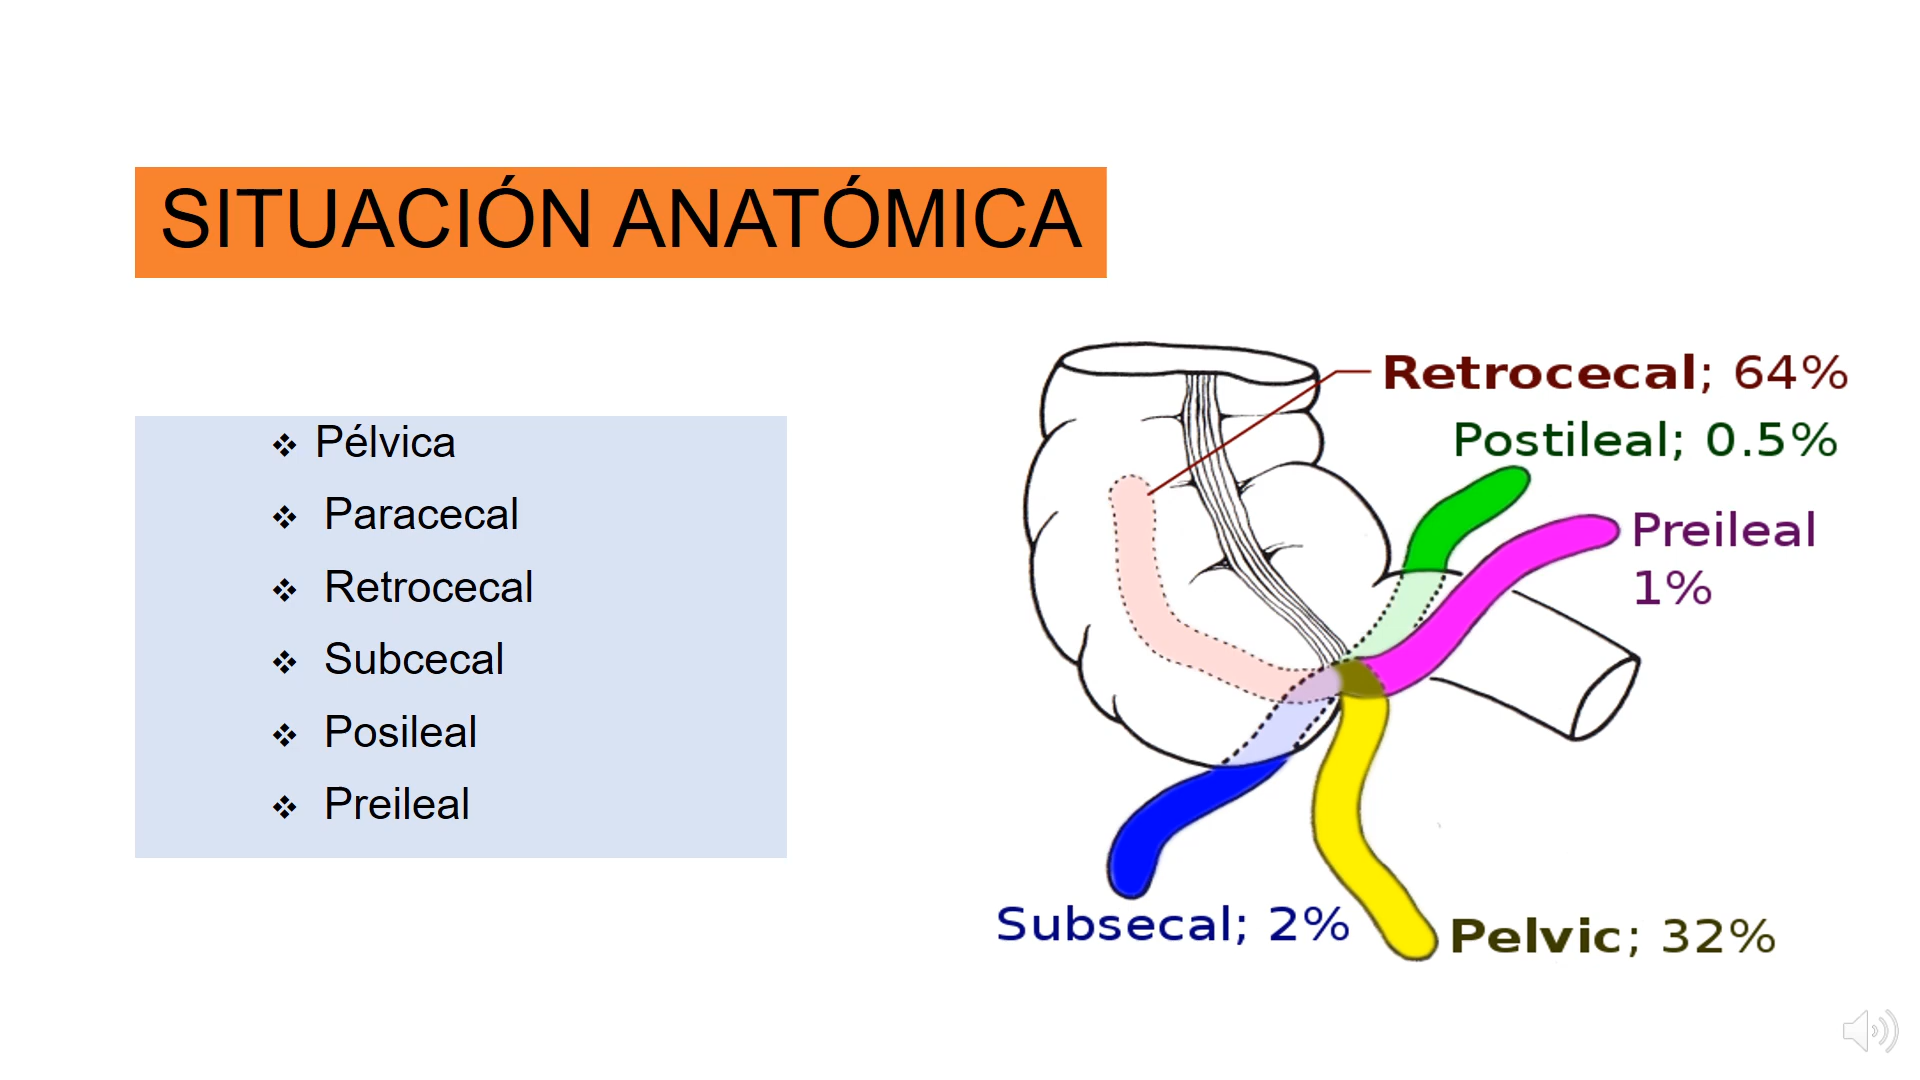 SITUACIÓN ANATÓMICA
❖ Pélvica
❖ Paracecal
❖ Retrocecal
❖ Subcecal
❖ Posileal
❖ Preileal
Retrocecal; 64%
Postileal; 0.5%
Preileal
1%
Subsecal; 2%
Pelvic; 32%